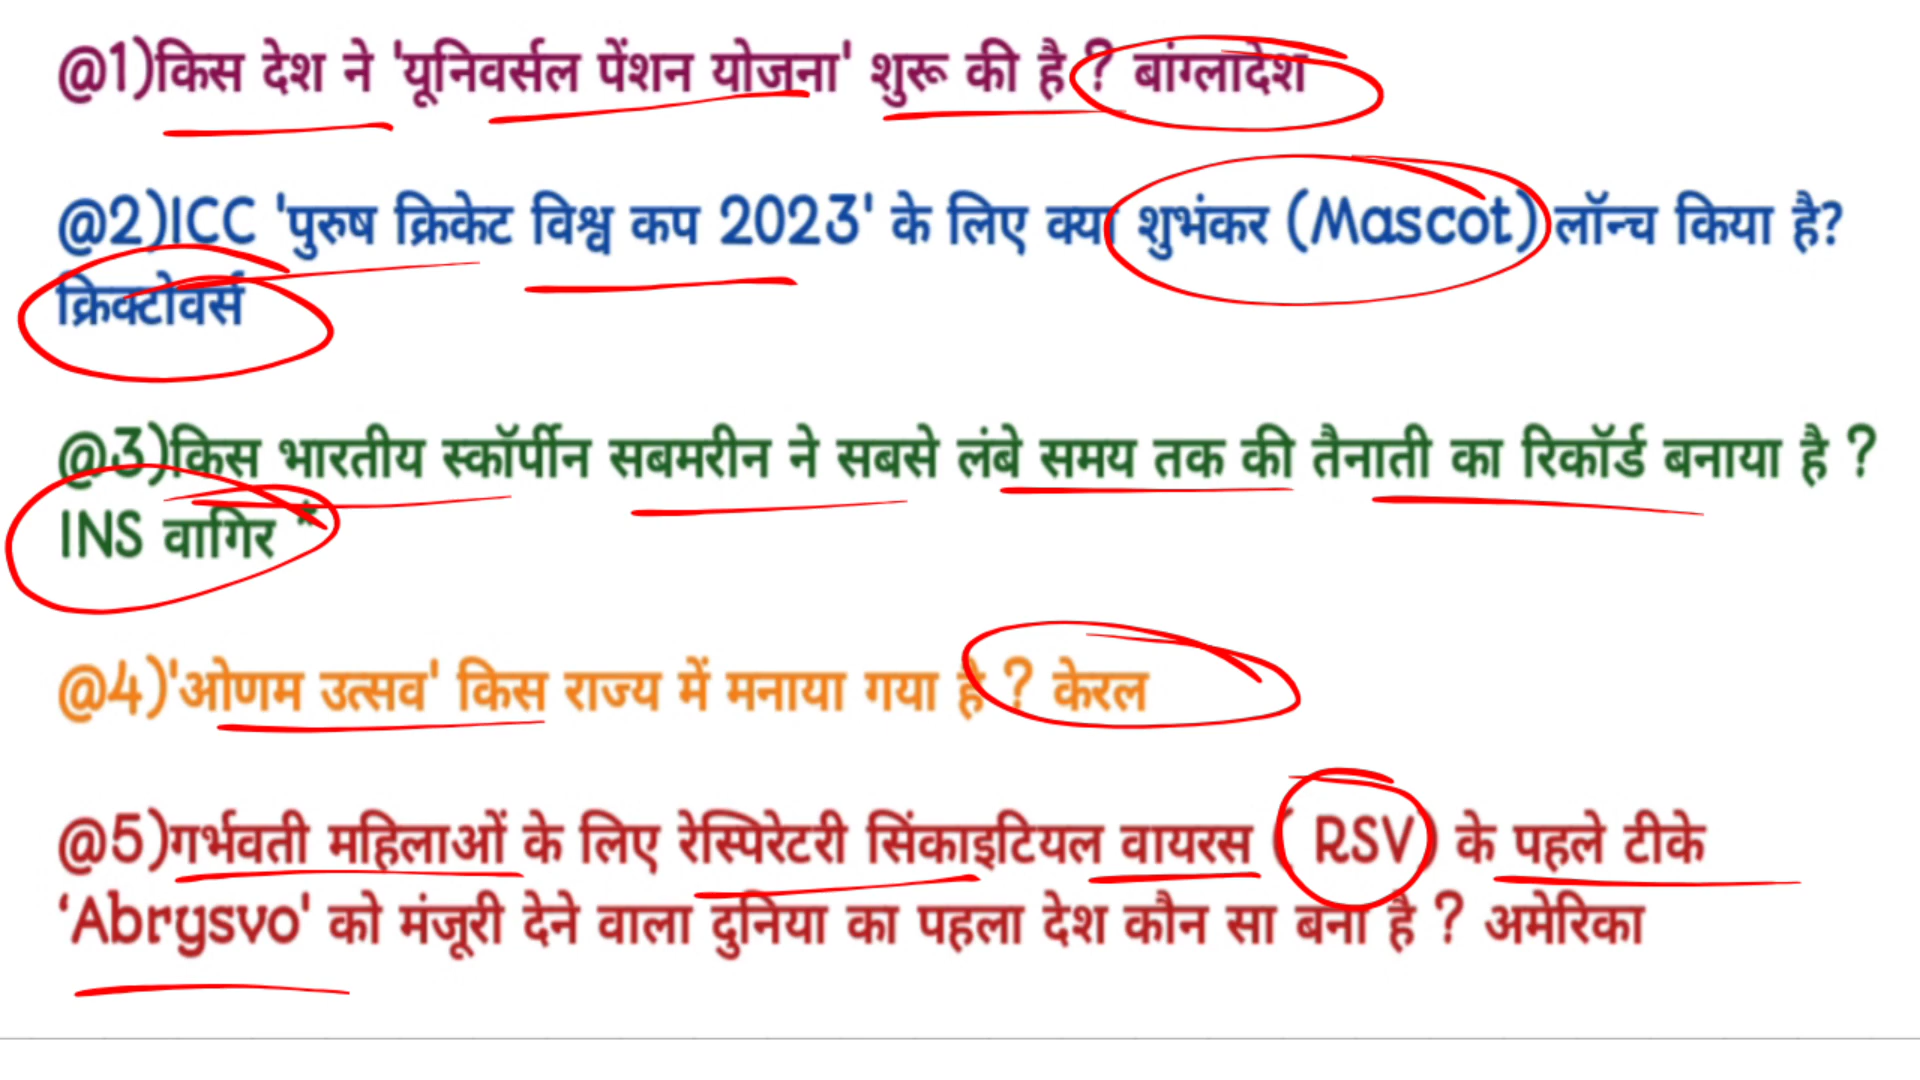 @1)किस देश ने 'यूनिवर्सल पेंशन योजना' शुरू की है ? बांग्लादेश
@2)ICC 'पुरुष क्रिकेट विश्व कप 2023' के लिए क्या शुभंकर (Mascot) लॉन्च किया है?
क्रिक्टोवर्स
@3)किस भारतीय स्कॉर्पीन सबमरीन ने सबसे लंबे समय तक की तैनाती का रिकॉर्ड बनाया है ?
INS वागिर *
@4)'ओणम उत्सव' किस राज्य में मनाया गया है ? केरल
@5)गर्भवती महिलाओं के लिए रेस्पिरेटरी सिंकाइटियल वायरस ( RSV) के पहले टीके
‘Abrysvo' को मंजूरी देने वाला दुनिया का पहला देश कौन सा बना है ? अमेरिका